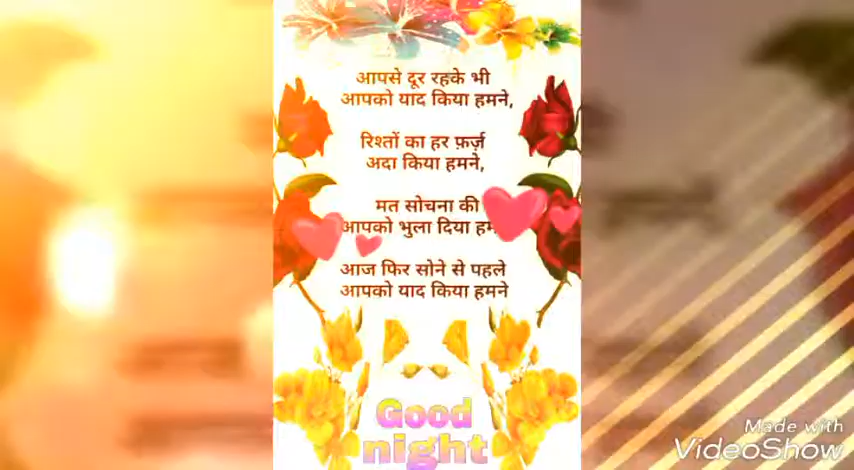 आपसे दूर रहके भी
आपको याद किया हमने,
रिश्तों का हर फ़र्ज़
अदा किया हमने,
मत सोचना की
आपको भुला दिया
आज फिर सोने से पहले
आपको याद किया हमने
Good
night
Made with
VideoShow